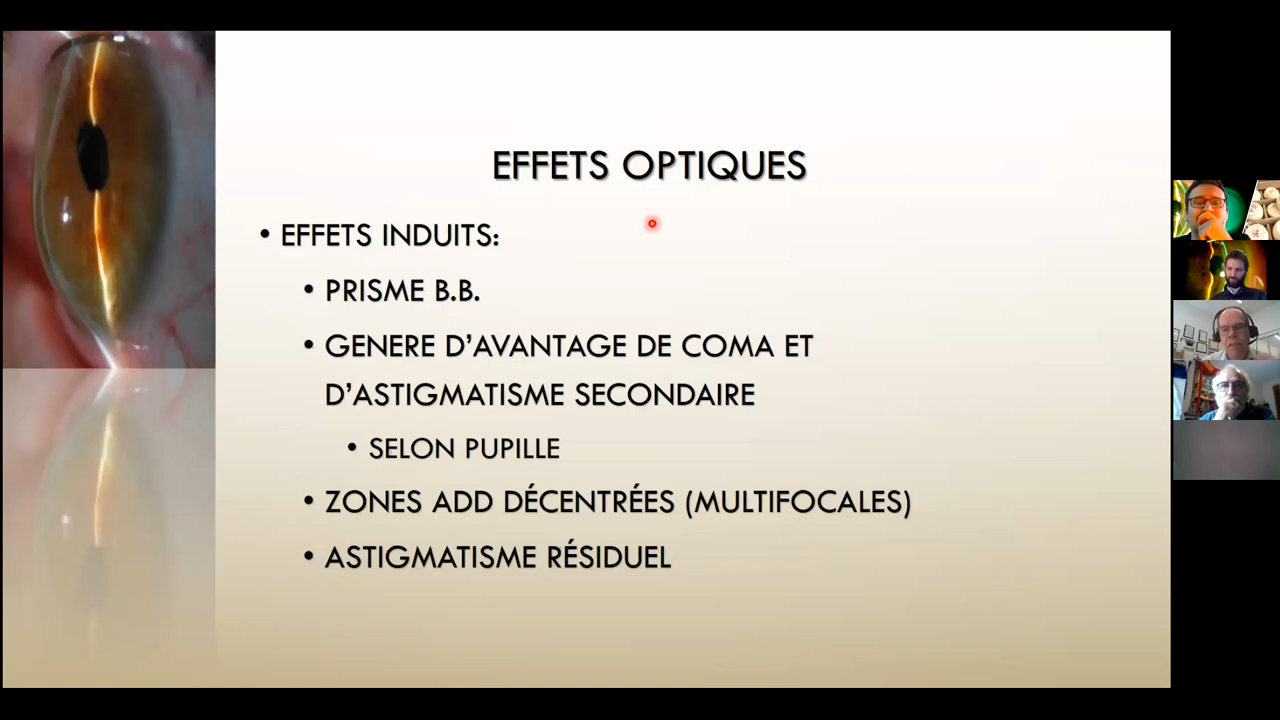 EFFETS OPTIQUES
• EFFETS INDUITS:
• PRISME B.B.
• GENERE D'AVANTAGE DE COMA ET
D'ASTIGMATISME SECONDAIRE
• SELON PUPILLE
• ZONES ADD DÉCENTRÉES (MULTIFOCALES)
• ASTIGMATISME RÉSIDUEL